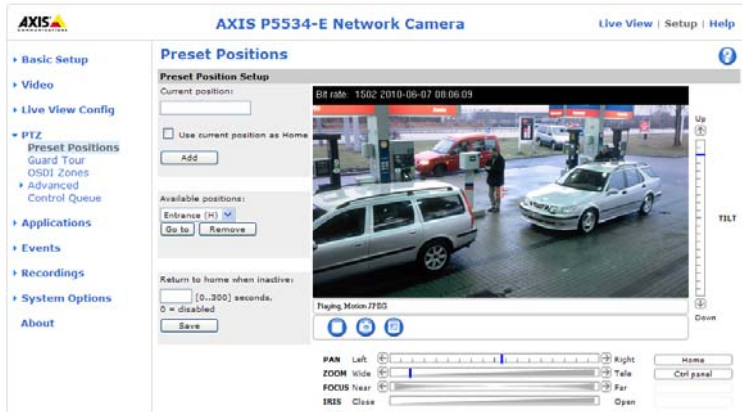 AXIS
COMMUNICATIONS
AXIS P5534-E Network Camera
Live View | Setup | Help
Basic Setup
Video
Live View Config
PTZ
Preset Positions
Guard Tour
OSDI Zones
Advanced
Control Queue
Applications
Events
Recordings
System Options
About
Preset Positions
?
Preset Position Setup
Current position:
Use current position as Home
Add
Available positions:
Entrance (H)
Go to
Remove
Return to home when inactive:
[0..300] seconds.
0 = disabled
Save
Bit rate: 1502 2010-06-07 08:06:09
Playing, Motion JPEG
Up
TILT
Down
PAN Left Right
ZOOM Wide Tele
FOCUS Near Far
IRIS Close Open
Home
Ctrl panel